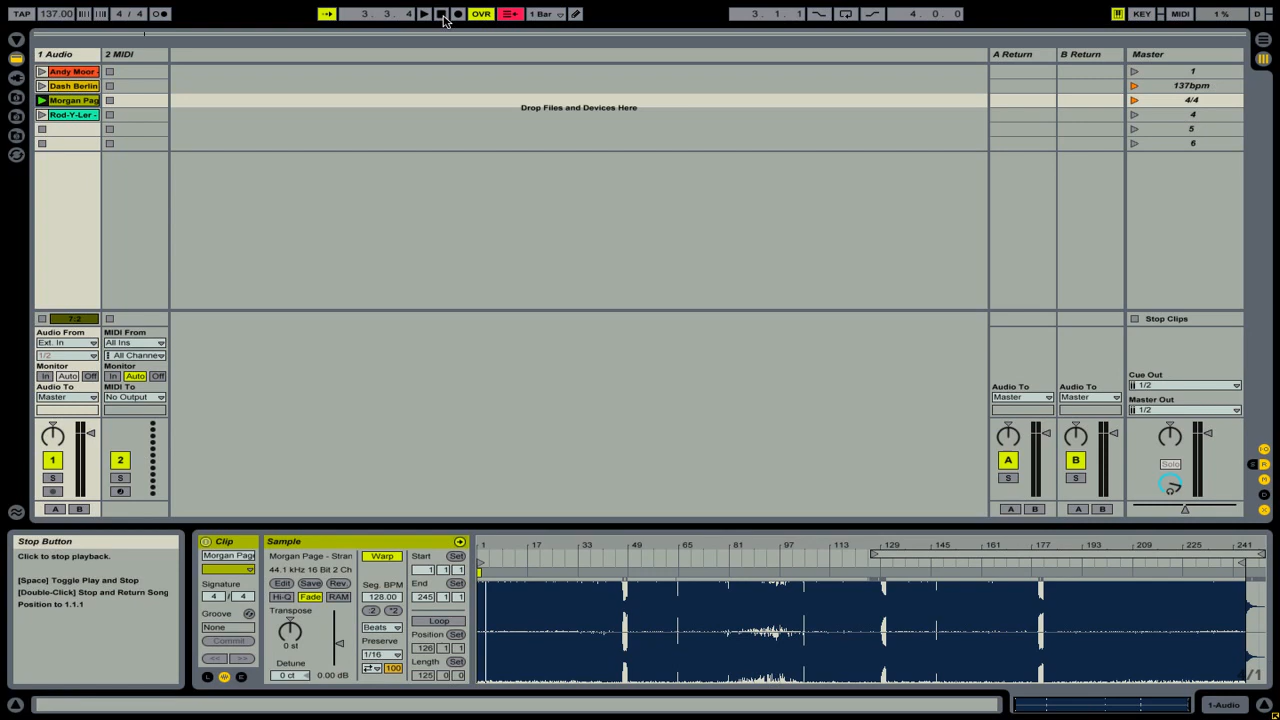 TAP 137.00 4 / 4 3. 3. 4 OVR 1 Bar 3. 1. 1 4. 0. 0 KEY MIDI 1 % D
1 Audio 2 MIDI A Return B Return Master
Andy Moor - 1
Dash Berlin 137bpm
Morgan Pag 4/4
Drop Files and Devices Here
Rod-Y-Ler - 4
5
6
7:2 Stop Clips
Audio From MIDI From
Ext. In All Ins
1/2 All Channe
Monitor Monitor
In Auto Off In Auto Off
Cue Out
Audio To MIDI To Audio To Audio To 1/2
Master No Output Master Master Master Out
1/2
1 2 A B Solo
S S S S
A B A B A B
Stop Button
Click to stop playback.
[Space] Toggle Play and Stop
[Double-Click] Stop and Return Song
Position to 1.1.1
Clip
Morgan Page
Signature
4 / 4
Groove
None
Commit
<< >>
L E
Sample
Morgan Page - Stran
44.1 kHz 16 Bit 2 Ch
Edit Save Rev.
Hi-Q Fade RAM
Transpose
0 st
Detune
0 ct 0.00 dB
Warp
Seg. BPM
128.00
:2 *2
Beats
Preserve
1/16
100
Start Set
1 1 1
End Set
245 1 1
Loop
Position Set
126 1 1
Length Set
125 0 0
1 17 33 49 65 81 97 129 145 161 177 193 209 225 241
4/1
1-Audio